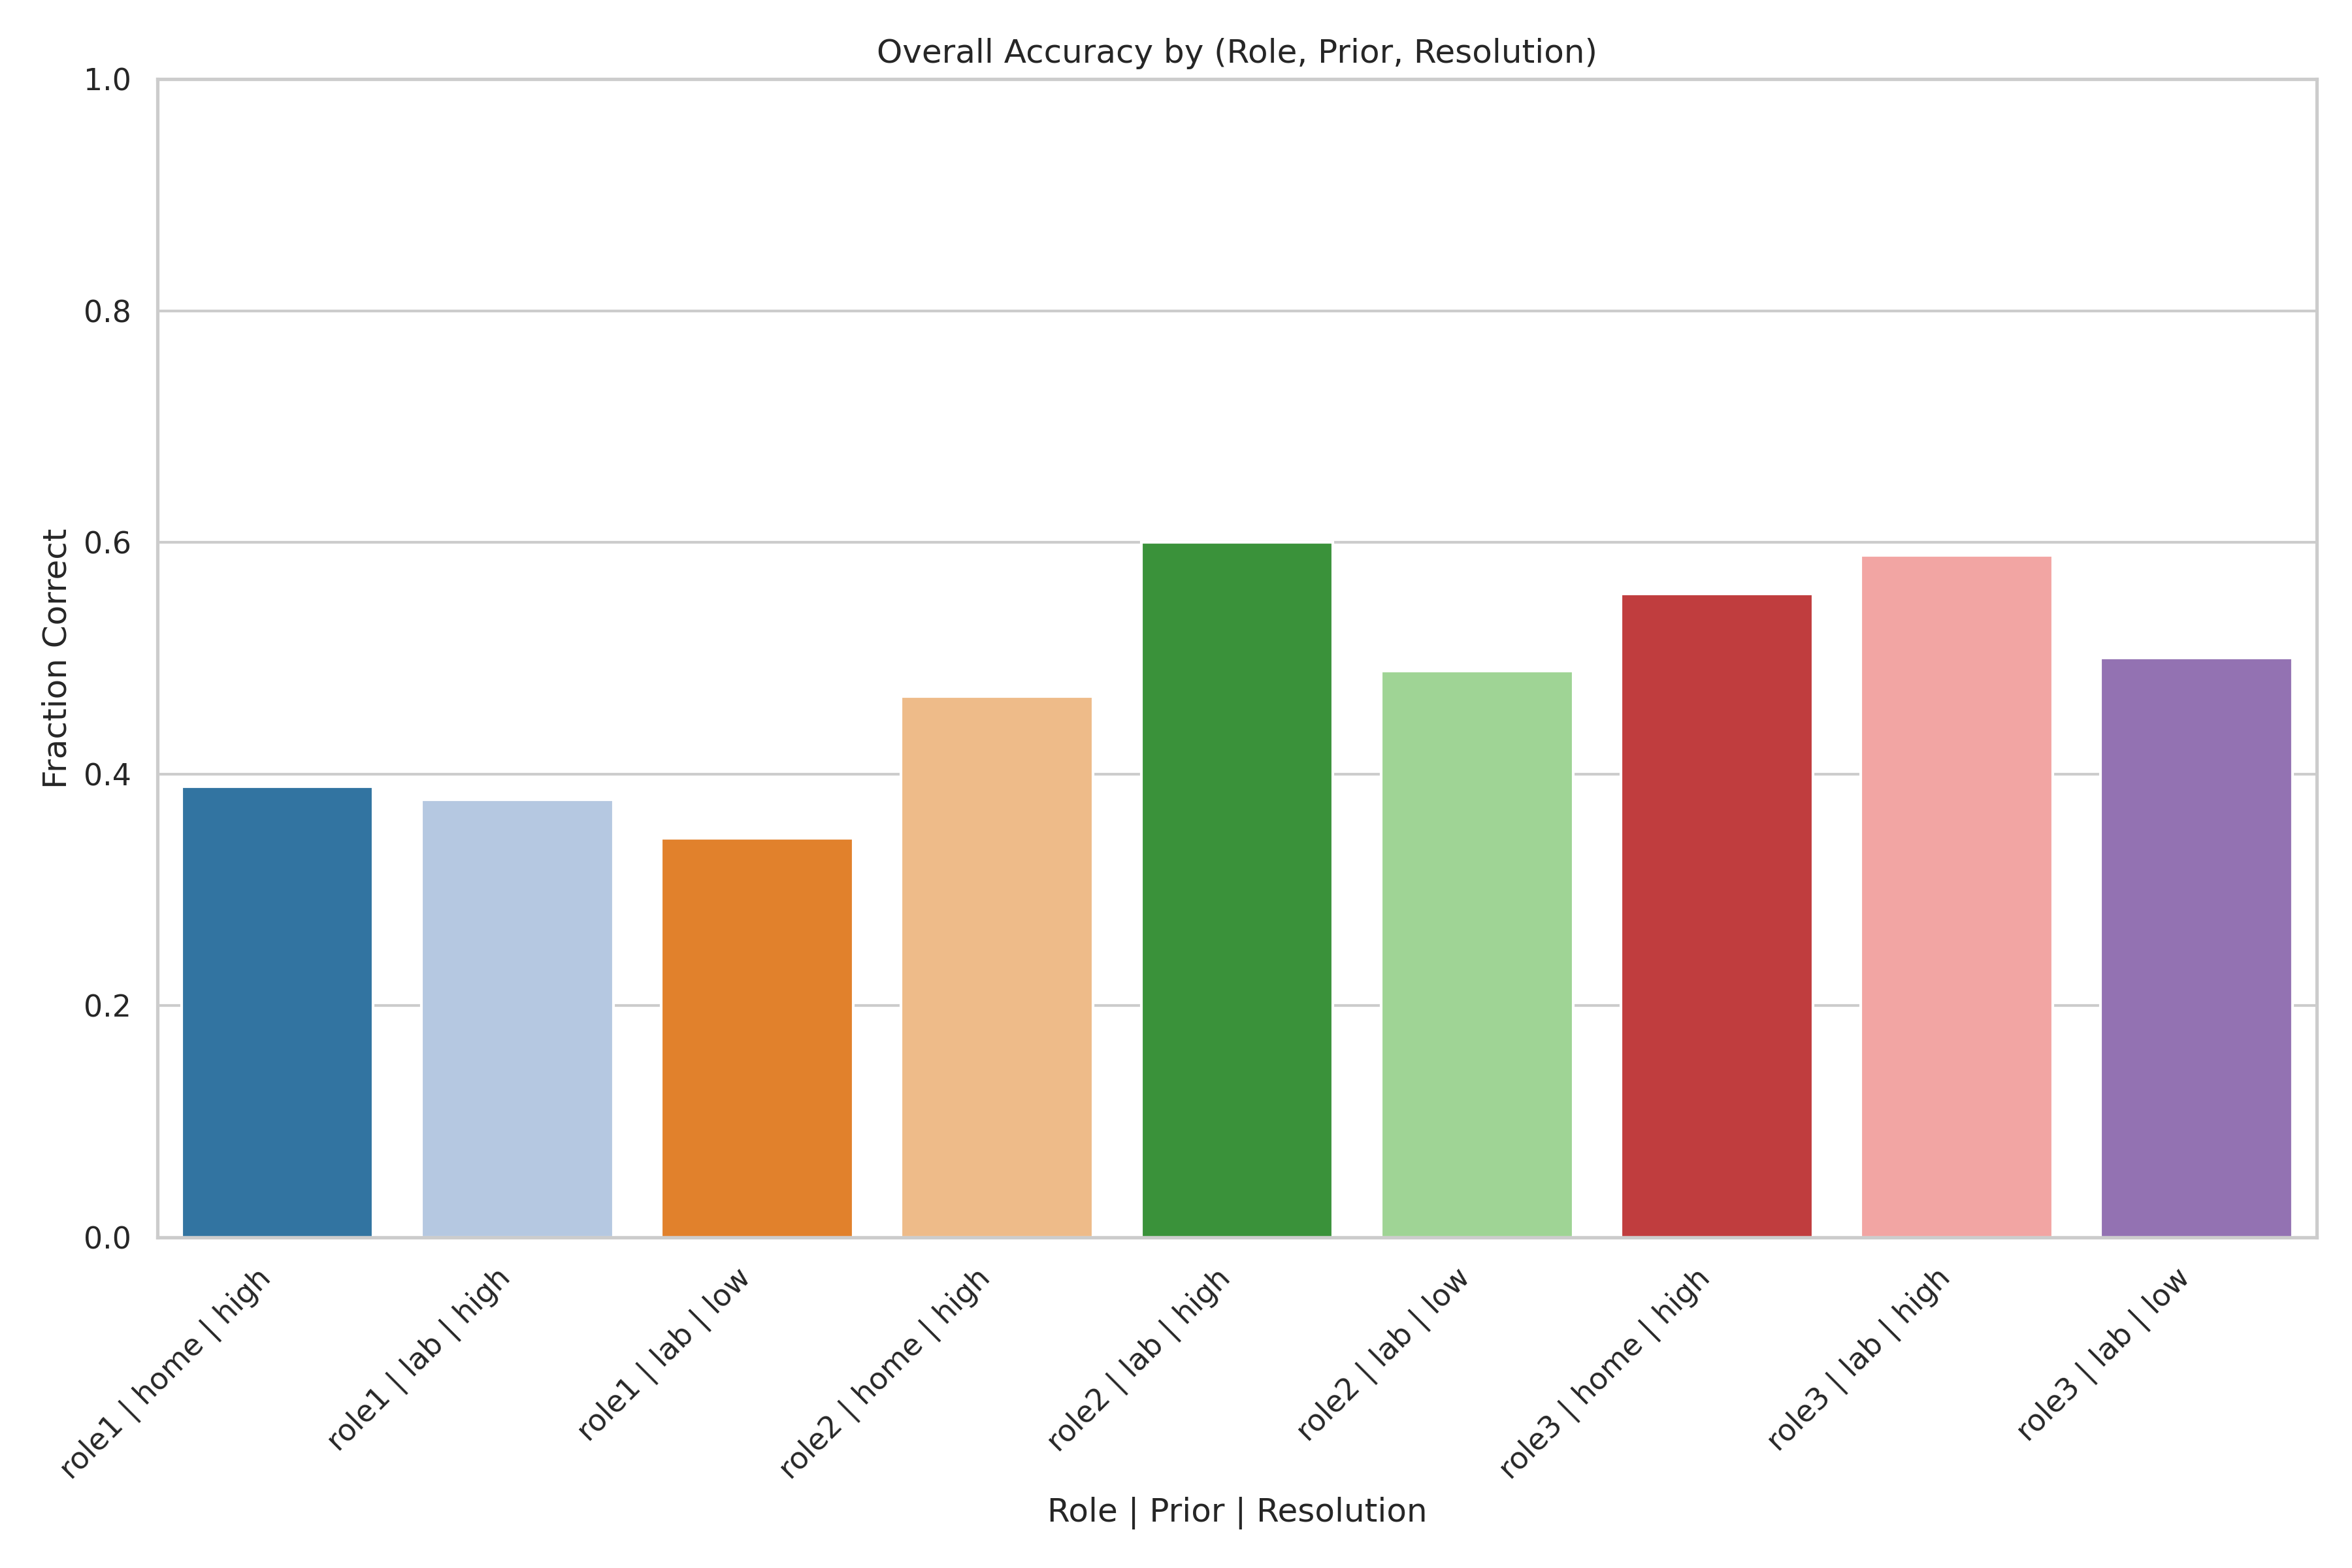 Overall Accuracy by (Role, Prior, Resolution)
1.0
0.8
0.6
0.4
0.2
0.0
Fraction Correct
role1 || home || high
role1 || lab || high
role1 || lab || low
role2 || home || high
role2 || lab || high
role2 || lab || low
role3 || home || high
role3 || lab || high
role3 || lab || low
Role | Prior | Resolution